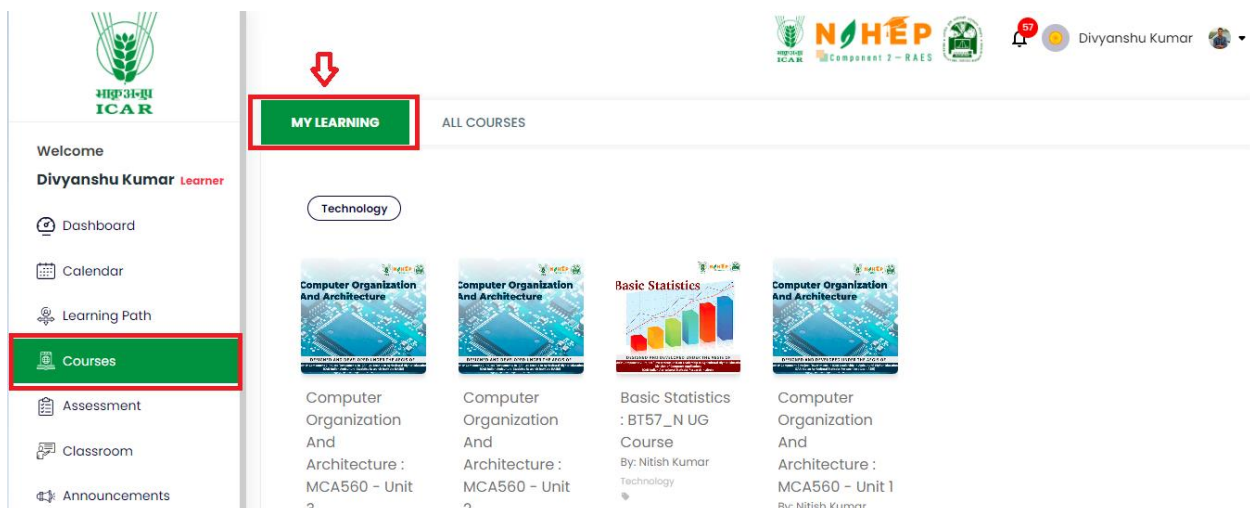 भाकृअनुप
ICAR
Welcome
Divyanshu Kumar Learner
Dashboard
Calendar
Learning Path
Courses
Assessment
Classroom
Announcements
ICAR
NAHEP
Component 2 - RAES
57
Divyanshu Kumar
MY LEARNING
ALL COURSES
Technology
Computer Organization
And Architecture
Computer Organization
And Architecture
Basic Statistics
Computer Organization
And Architecture
Computer
Organization
And
Architecture :
MCA560 - Unit
3
Computer
Organization
And
Architecture :
MCA560 - Unit
2
Basic Statistics
: BT57_N UG
Course
By: Nitish Kumar
Technology
Computer
Organization
And
Architecture :
MCA560 - Unit 1
By: Nitish Kumar